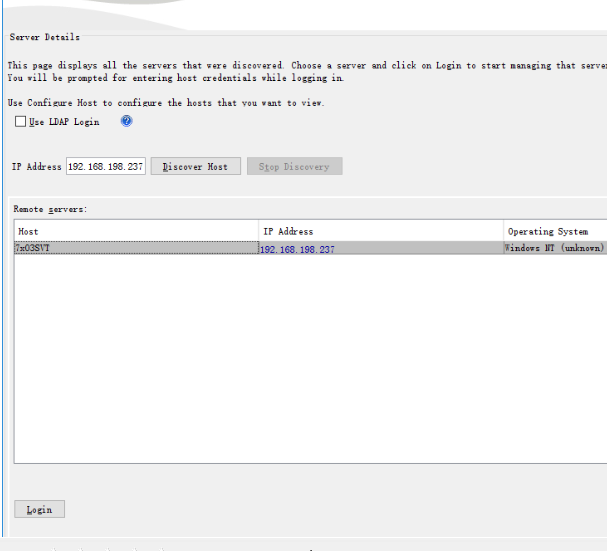 Server Details
This page displays all the servers that were discovered. Choose a server and click on Login to start managing that server
You will be prompted for entering host credentials while logging in.
Use Configure Host to configure the hosts that you want to view.
Use LDAP Login ?
IP Address 192.168.198.237 Discover Host Stop Discovery
Remote servers:
Host IP Address Operating System
7x03SVT 192.168.198.237 Windows NT (unknown)
Login